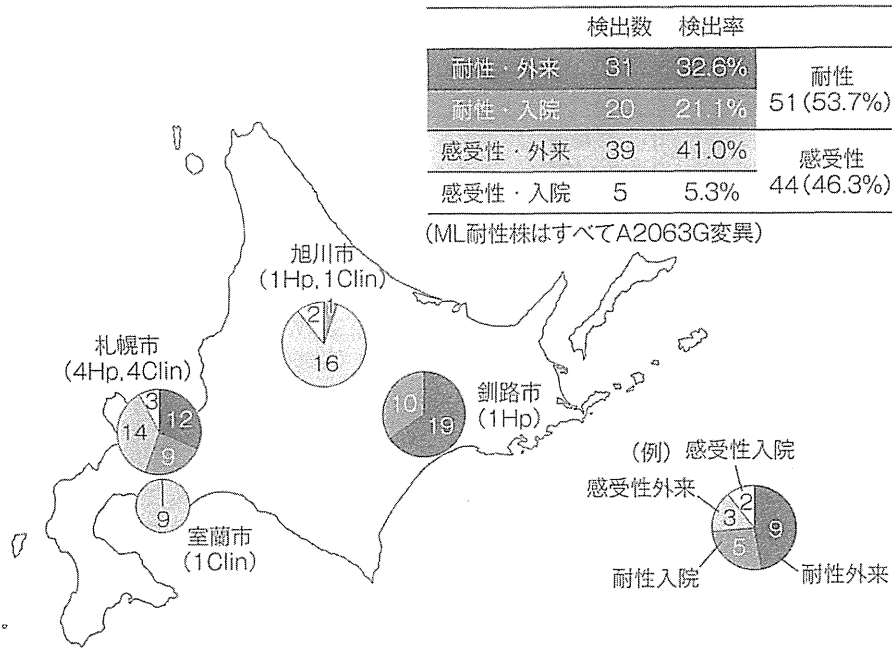 検出数 検出率
耐性・外来 31 32.6%
耐性・入院 20 21.1%
耐性
51(53.7%)
感受性・外来 39 41.0%
感受性・入院 5 5.3%
感受性
44(46.3%)
(ML耐性株はすべてA2063G変異)
旭川市
(1Hp,1Clin)
2
1
16
札幌市
(4Hp,4Clin)
3
12
14
9
釧路市
(1Hp)
10
19
9
室蘭市
(1Clin)
(例) 感受性入院
感受性外来
2
3
9
5
耐性入院
耐性外来